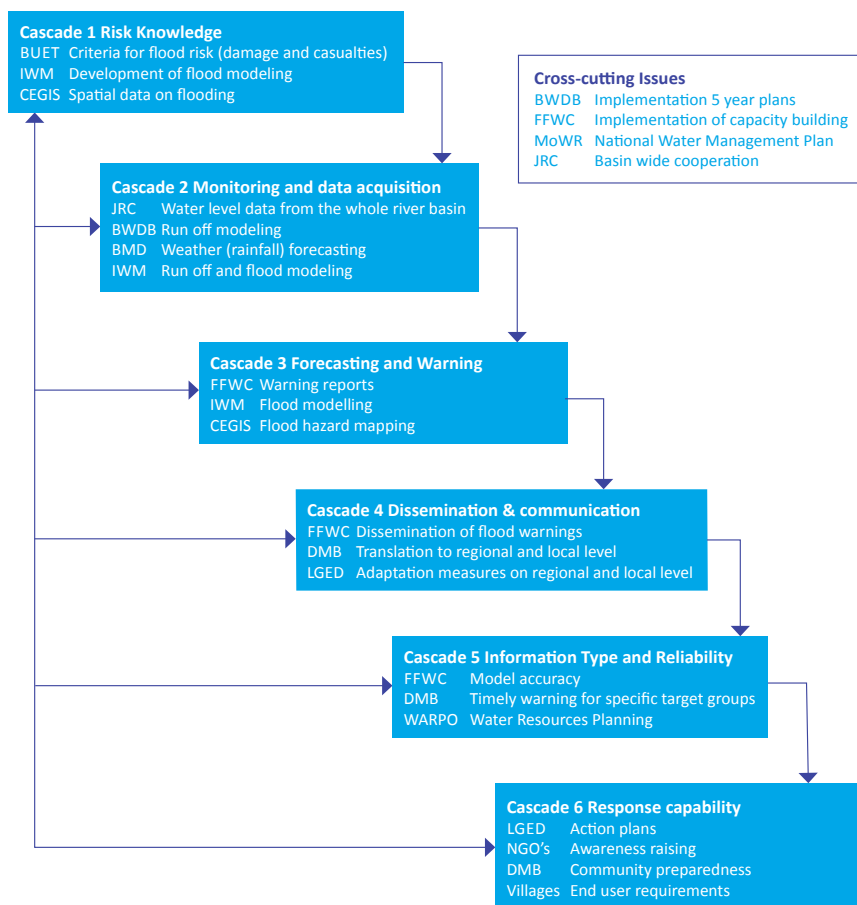 Cascade 1 Risk Knowledge
BUET Criteria for flood risk (damage and casualties)
IWM Development of flood modeling
CEGIS Spatial data on flooding
Cross-cutting Issues
BWDB Implementation 5 year plans
FFWC Implementation of capacity building
MoWR National Water Management Plan
JRC Basin wide cooperation
Cascade 2 Monitoring and data acquisition
JRC Water level data from the whole river basin
BWDB Run off modeling
BMD Weather (rainfall) forecasting
IWM Run off and flood modeling
Cascade 3 Forecasting and Warning
FFWC Warning reports
IWM Flood modelling
CEGIS Flood hazard mapping
Cascade 4 Dissemination & communication
FFWC Dissemination of flood warnings
DMB Translation to regional and local level
LGED Adaptation measures on regional and local level
Cascade 5 Information Type and Reliability
FFWC Model accuracy
DMB Timely warning for specific target groups
WARPO Water Resources Planning
Cascade 6 Response capability
LGED Action plans
NGO's Awareness raising
DMB Community preparedness
Villages End user requirements